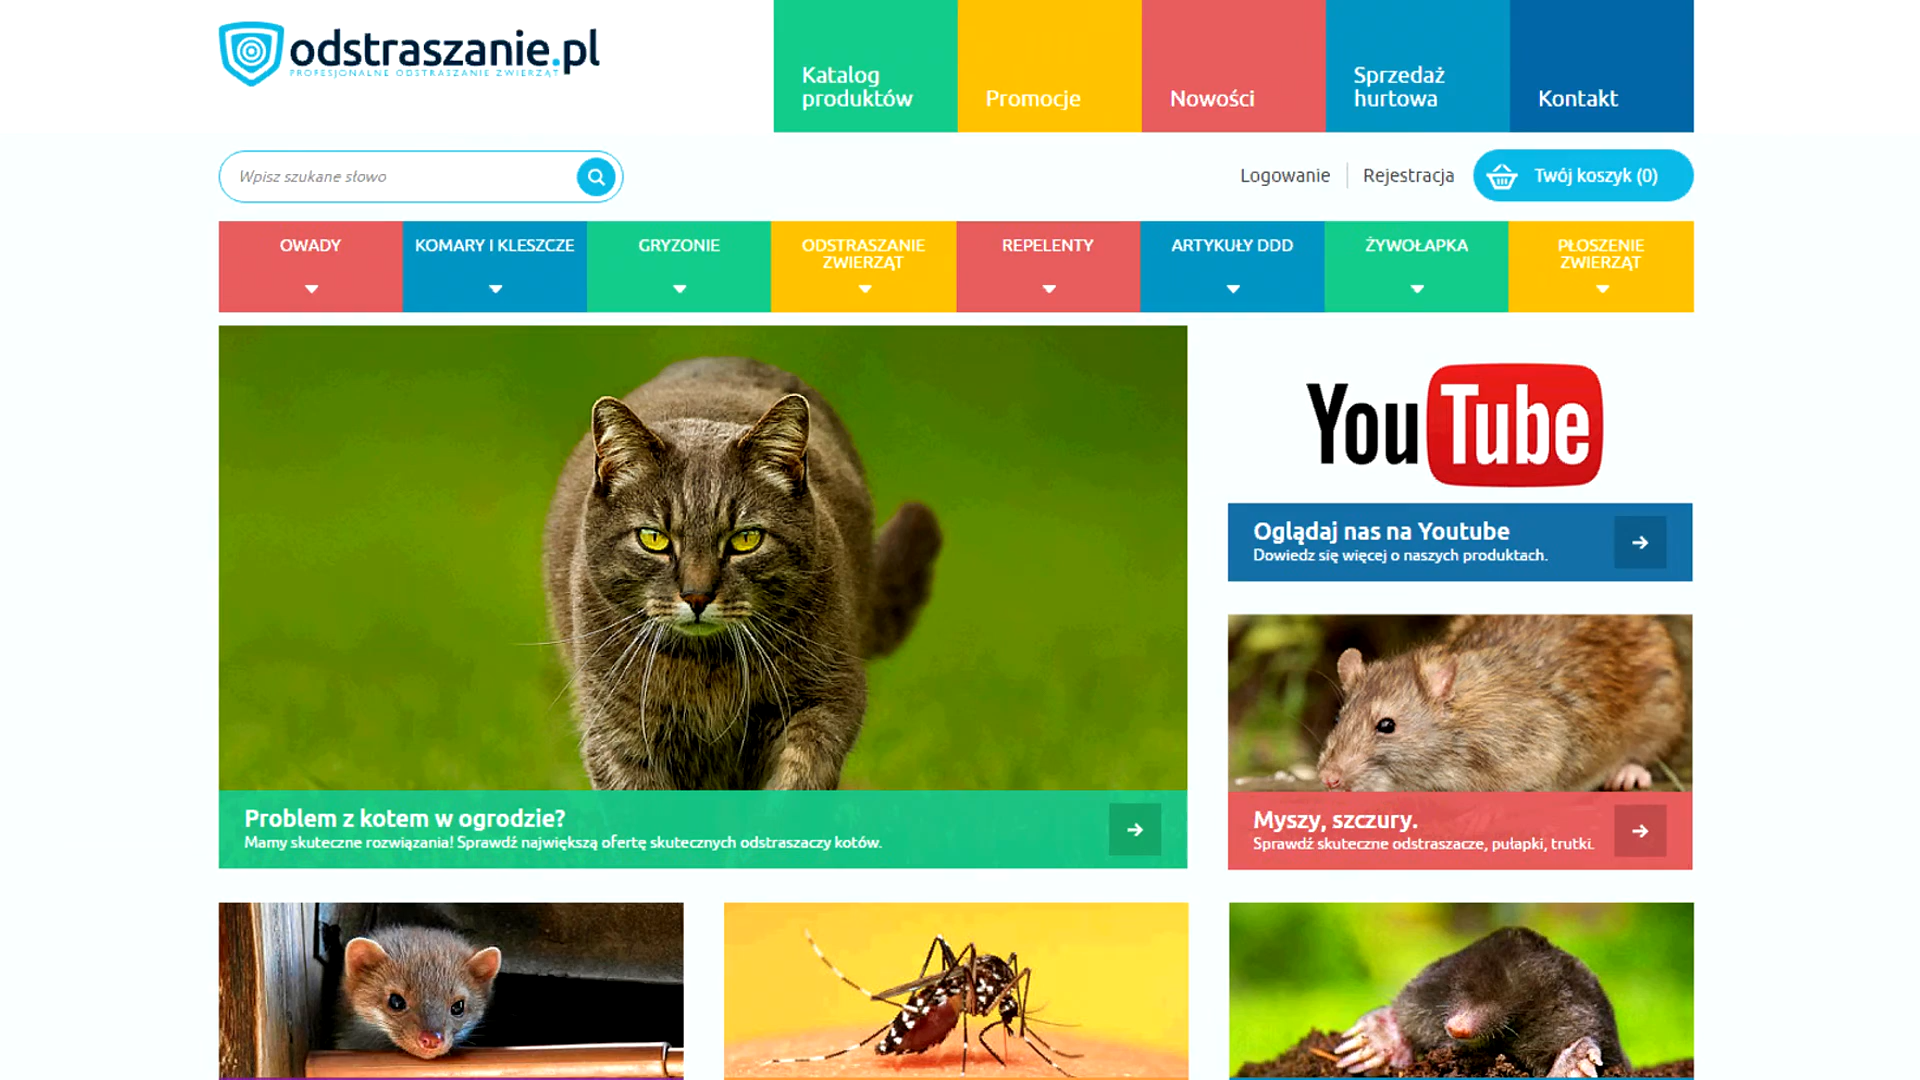 odstraszanie.pl
PROFESJONALNE ODSTRASZANIE ZWIERZĄT
Katalog
produktów
Promocje
Nowości
Sprzedaż
hurtowa
Kontakt
Wpisz szukane słowo
Logowanie
Rejestracja
Twój koszyk (0)
OWADY
KOMARY I KLESZCZE
GRYZONIE
ODSTRASZANIE
ZWIERZĄT
REPELENTY
ARTYKUŁY DDD
ŻYWOŁAPKA
PŁOSZENIE
ZWIERZĄT
YouTube
Oglądaj nas na Youtube
Dowiedz się więcej o naszych produktach.
Problem z kotem w ogrodzie?
Mamy skuteczne rozwiązania! Sprawdź największą ofertę skutecznych odstraszaczy kotów.
Myszy, szczury.
Sprawdź skuteczne odstraszacze, pułapki, trutki.